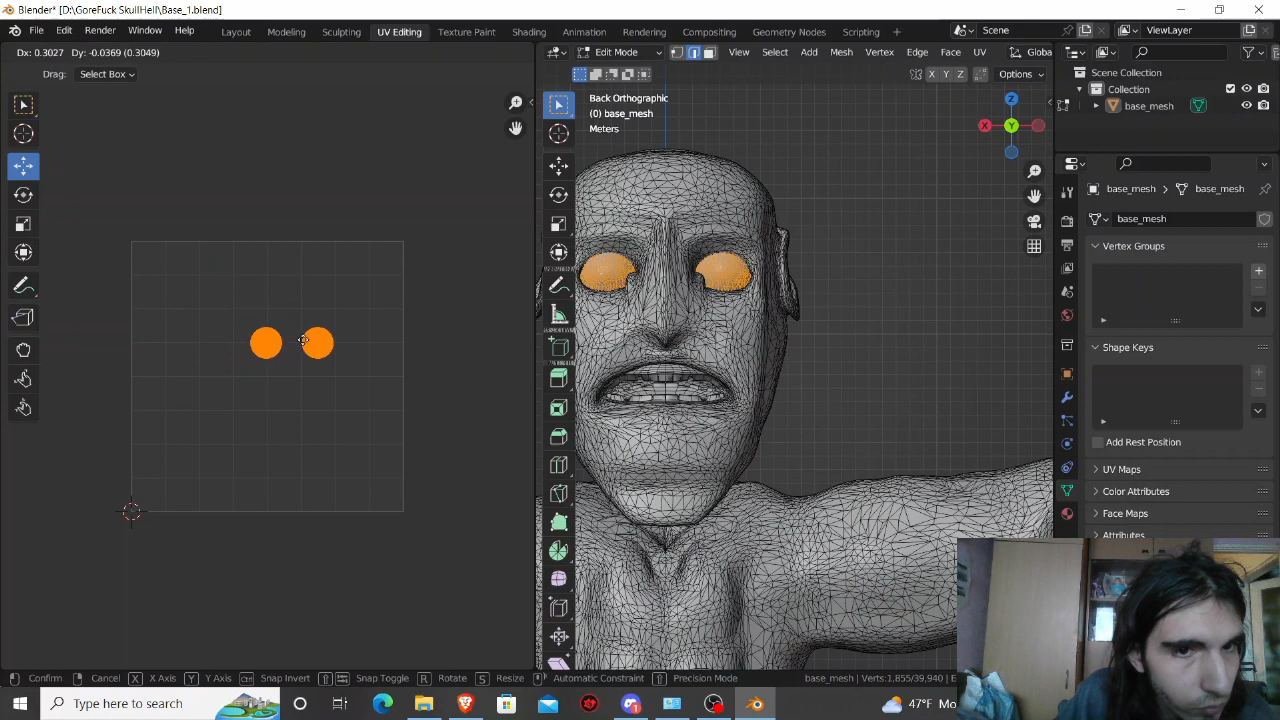 Blender* [D:\GoreFuck SkullHell\Base_1.blend]
File Edit Render Window Help Layout Modeling Sculpting UV Editing Texture Paint Shading Animation Rendering Compositing Geometry Nodes Scripting Scene ViewLayer
Dx: 0.3027 Dy: -0.0369 (0.3049) Edit Mode View Select Add Mesh Vertex Edge Face UV Globa
Drag: Select Box X Y Z Options
Back Orthographic
(0) base_mesh
Meters
Z
X Y
Scene Collection
Collection
base_mesh
base_mesh base_mesh
base_mesh
Vertex Groups
Shape Keys
Add Rest Position
UV Maps
Color Attributes
Face Maps
Attributes
Confirm Cancel X X Axis Y Y Axis Ctrl Snap Invert Snap Toggle R Rotate S Resize Automatic Constraint Precision Mode base_mesh | Verts:1,855/39,940 | E
Type here to search 47°F Mos